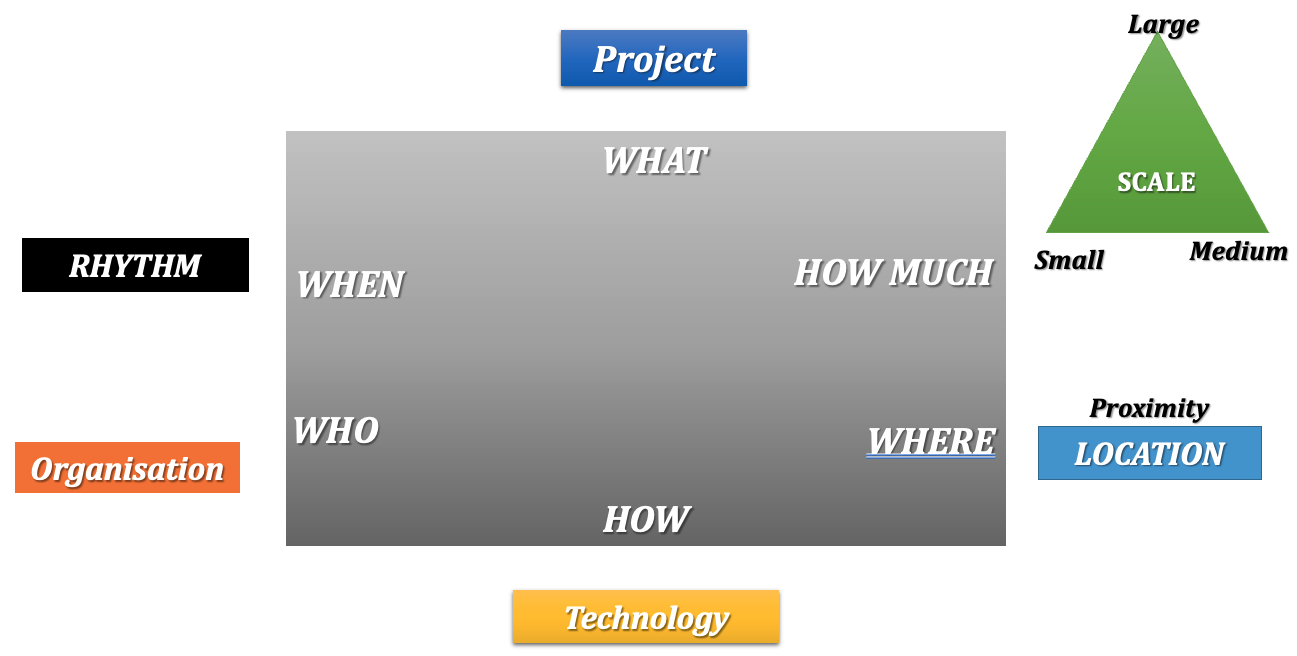 Large
Project
WHAT
SCALE
RHYTHM
Small
Medium
WHEN
HOW MUCH
Proximity
WHO
WHERE
LOCATION
Organisation
HOW
Technology